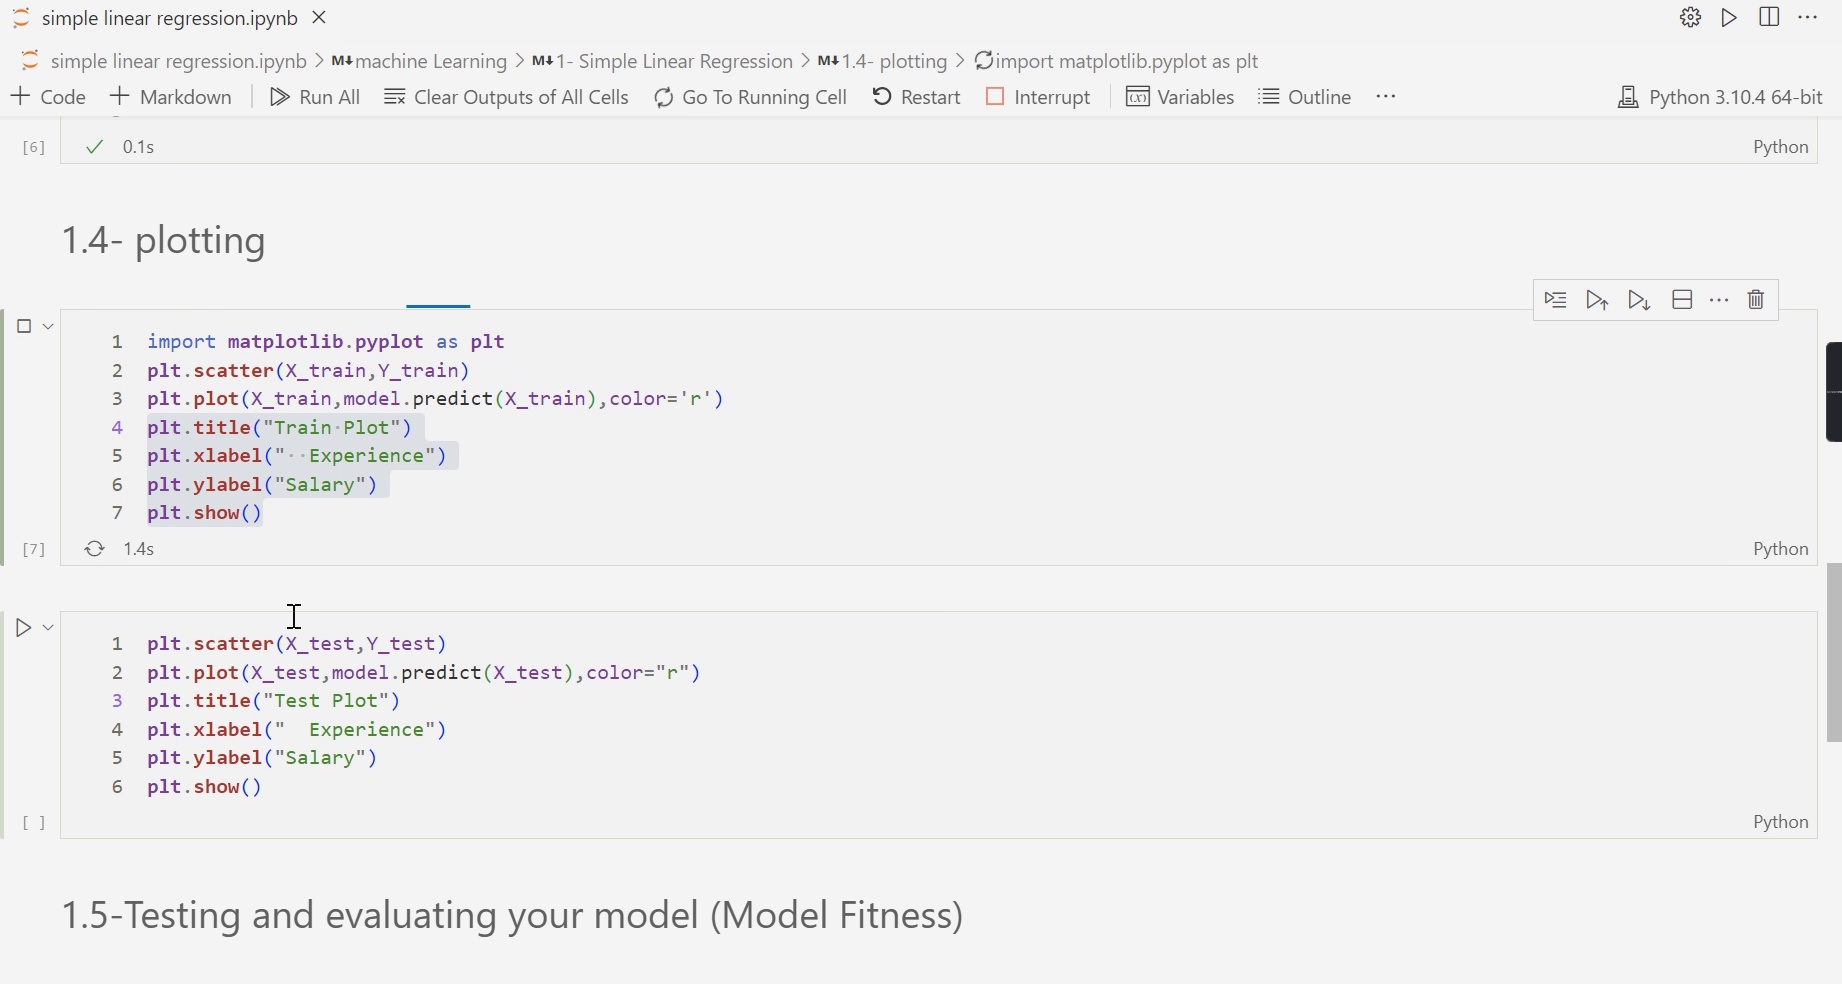 simple linear regression.ipynb
simple linear regression.ipynb > M↓ machine Learning > M↓ 1- Simple Linear Regression > M↓ 1.4- plotting > import matplotlib.pyplot as plt
+ Code + Markdown Run All Clear Outputs of All Cells Go To Running Cell Restart Interrupt (x) Variables Outline ... Python 3.10.4 64-bit
[6] 0.1s Python
1.4- plotting
1 import matplotlib.pyplot as plt
2 plt.scatter(X_train,Y_train)
3 plt.plot(X_train,model.predict(X_train),color='r')
4 plt.title("Train·Plot")
5 plt.xlabel("··Experience")
6 plt.ylabel("Salary")
7 plt.show()
[7] 1.4s Python
1 plt.scatter(X_test,Y_test)
2 plt.plot(X_test,model.predict(X_test),color="r")
3 plt.title("Test Plot")
4 plt.xlabel("  Experience")
5 plt.ylabel("Salary")
6 plt.show()
[ ] Python
1.5-Testing and evaluating your model (Model Fitness)